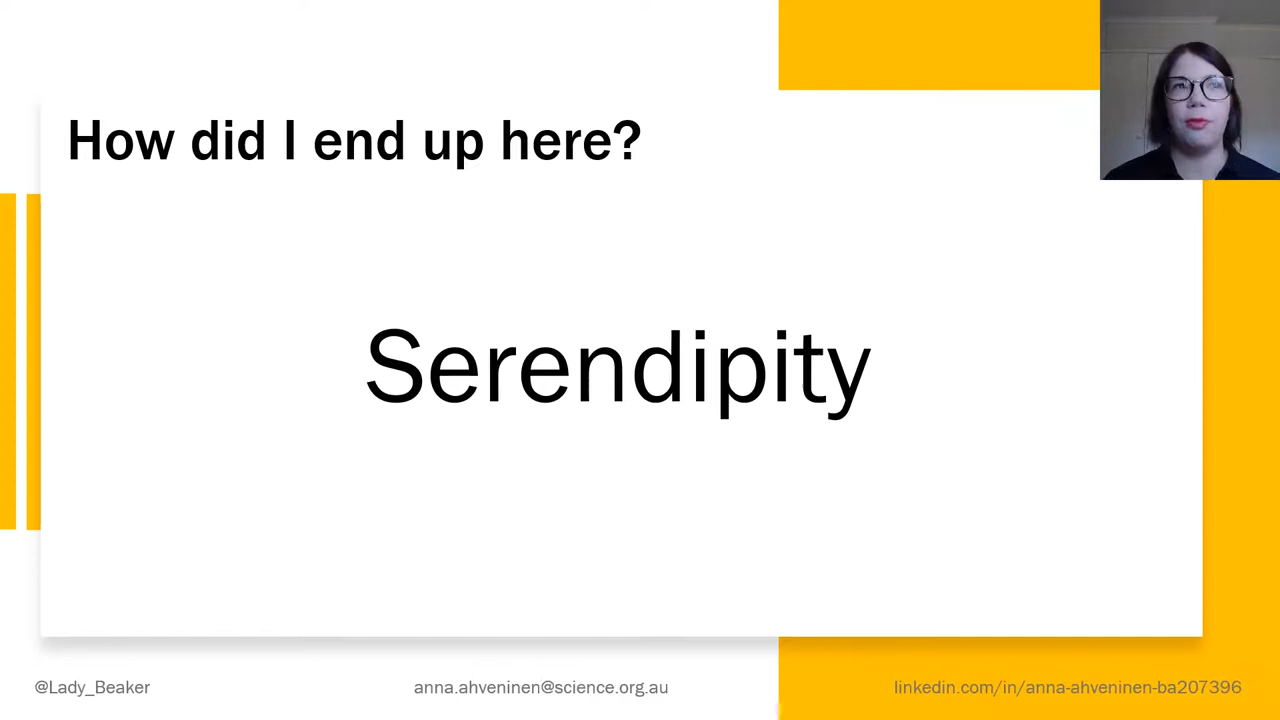 How did I end up here?
Serendipity
@Lady_Beaker
anna.ahveninen@science.org.au
linkedin.com/in/anna-ahveninen-ba207396